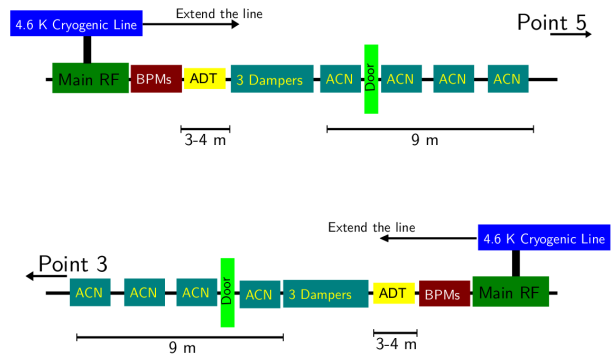 4.6 K Cryogenic Line
Extend the line
Point 5
Main RF
BPMs
ADT
3 Dampers
ACN
Door
ACN
ACN
ACN
3-4 m
9 m
Extend the line
4.6 K Cryogenic Line
Point 3
ACN
ACN
ACN
Door
ACN
3 Dampers
ADT
BPMs
Main RF
9 m
3-4 m